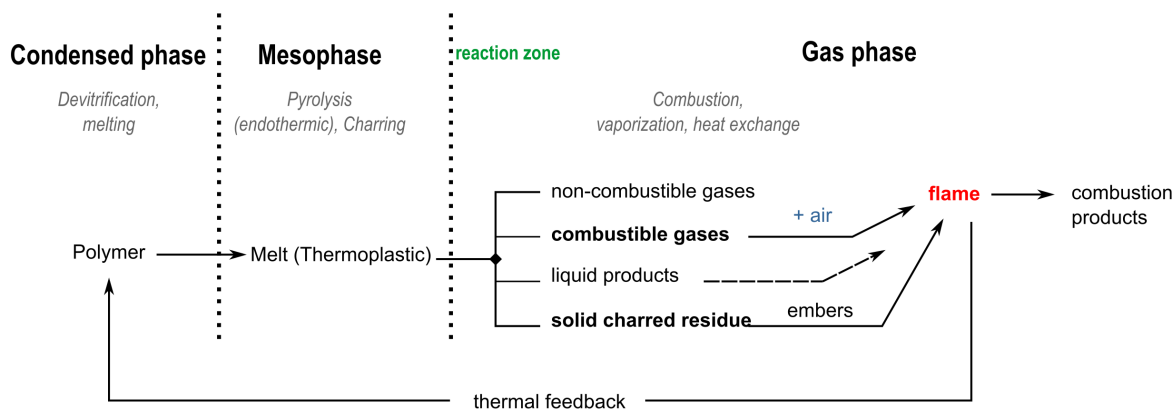 Condensed phase
Mesophase
reaction zone
Gas phase
Devitrification,
melting
Pyrolysis
(endothermic), Charring
Combustion,
vaporization, heat exchange
non-combustible gases
flame
combustion
products
+ air
combustible gases
Polymer
Melt (Thermoplastic)
liquid products
solid charred residue
embers
thermal feedback